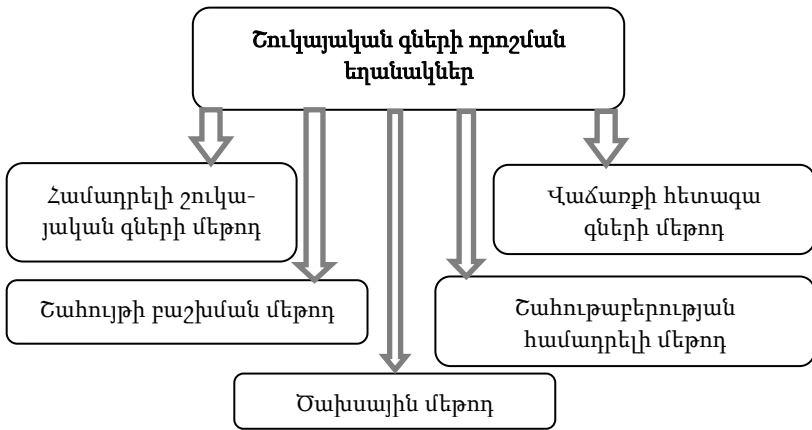 Շուկայական գների որոշման
եղանակներ
Համադրելի շուկա-
յական գների մեթոդ
Վաճառքի հետագա
գների մեթոդ
Շահույթի բաշխման մեթոդ
Շահութաբերության
համադրելի մեթոդ
Ծախսային մեթոդ